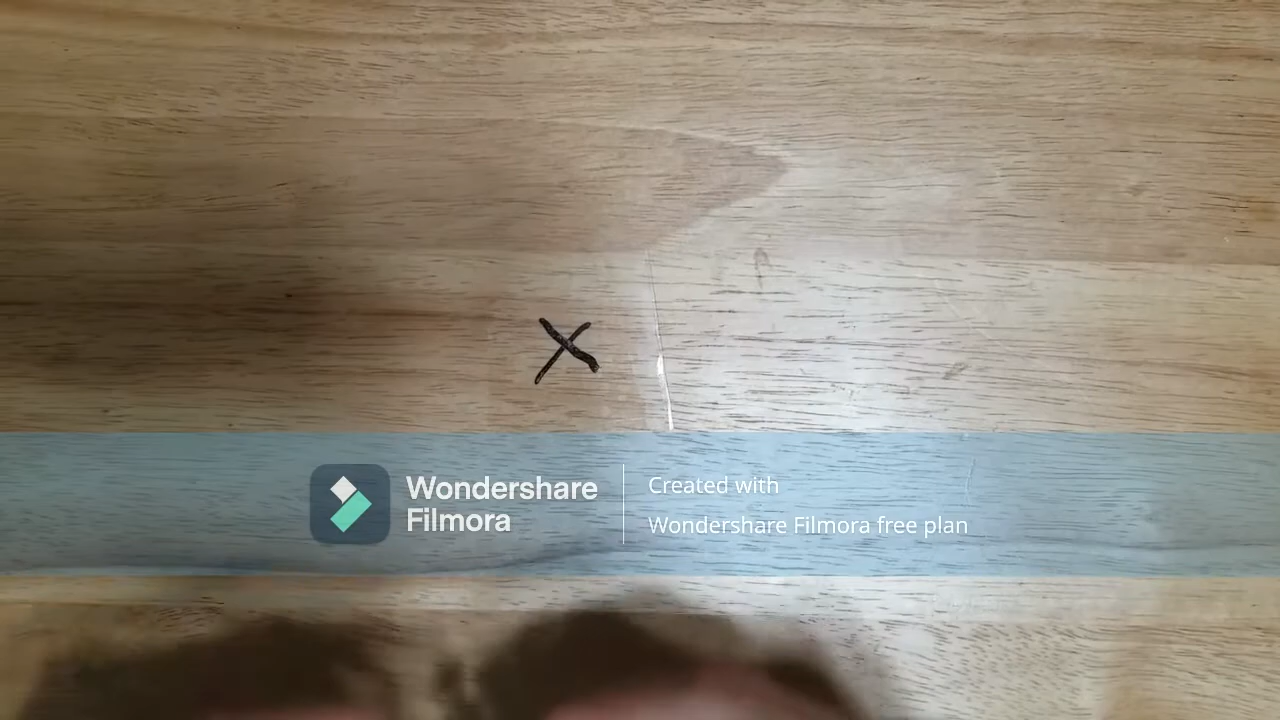 X
Wondershare
Filmora
Created with
Wondershare Filmora free plan